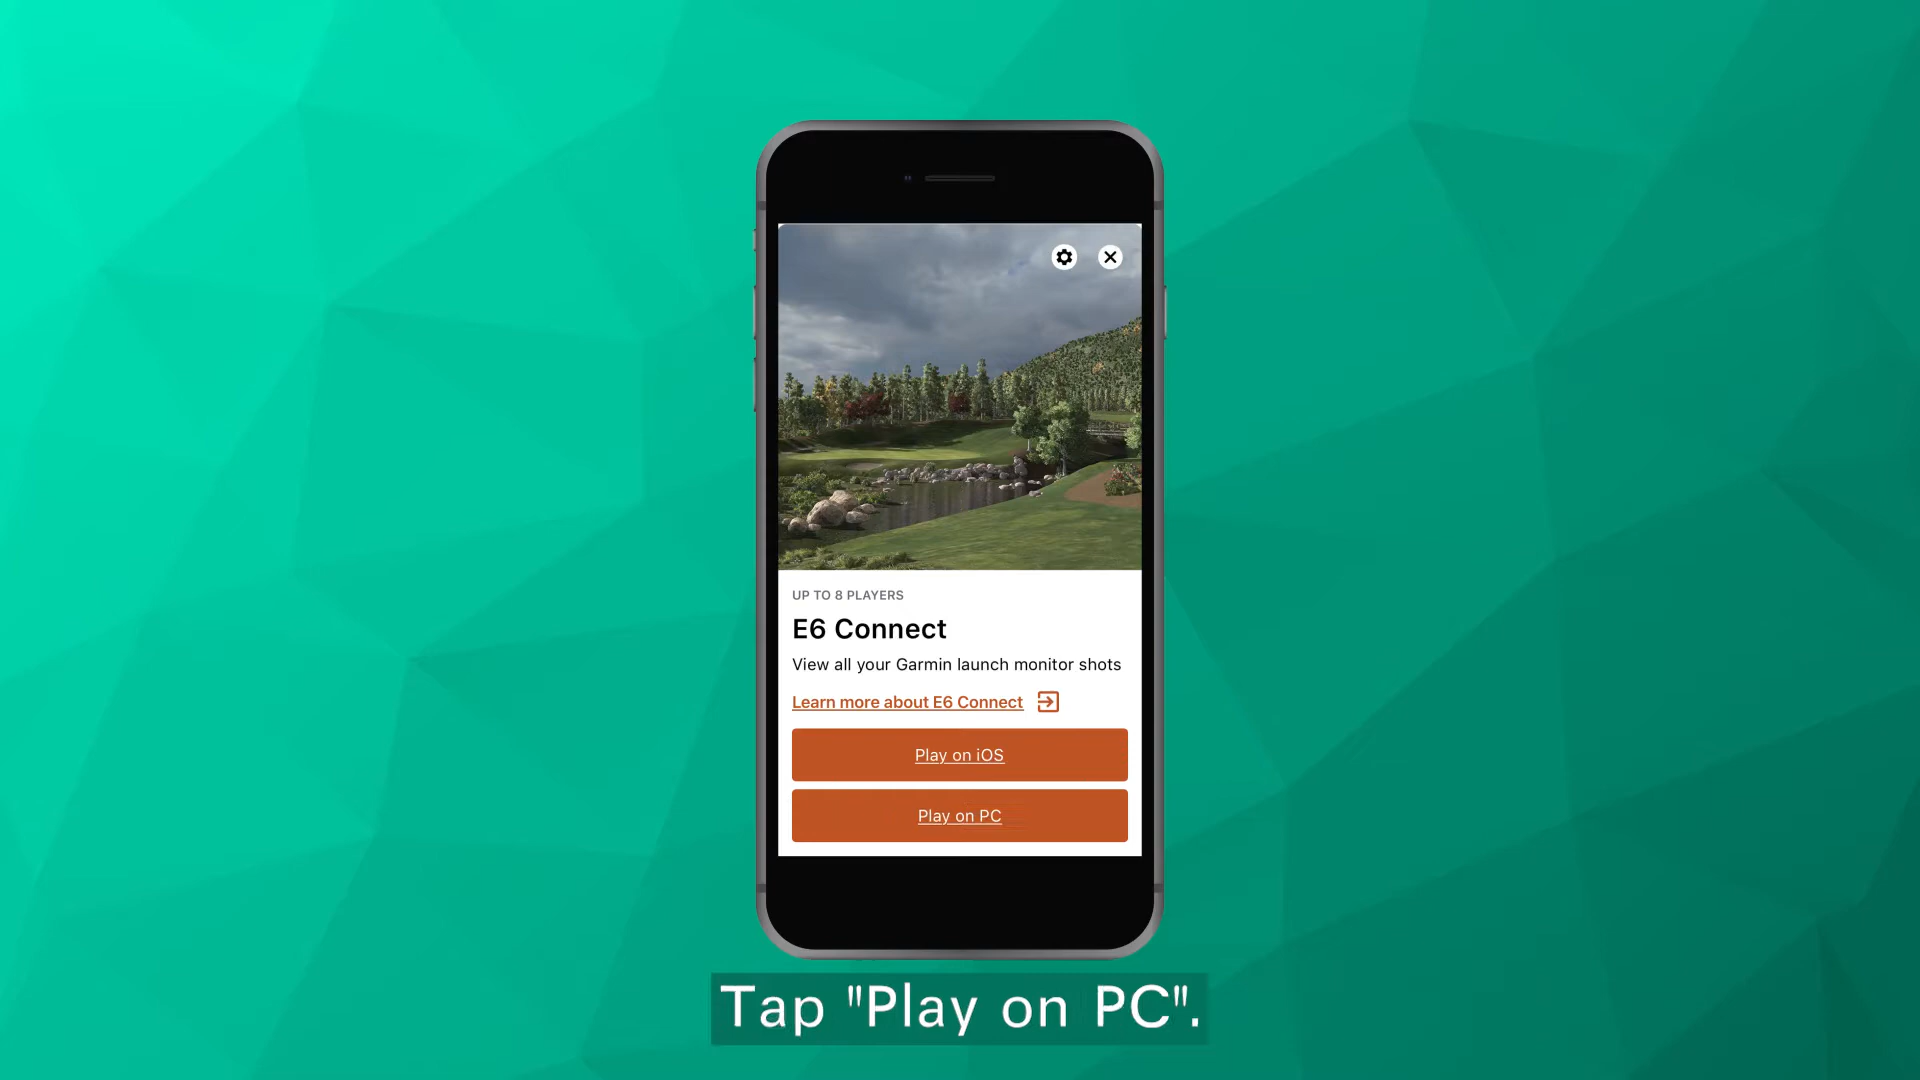 UP TO 8 PLAYERS
E6 Connect
View all your Garmin launch monitor shots
Learn more about E6 Connect
Play on iOS
Play on PC
Tap "Play on PC".